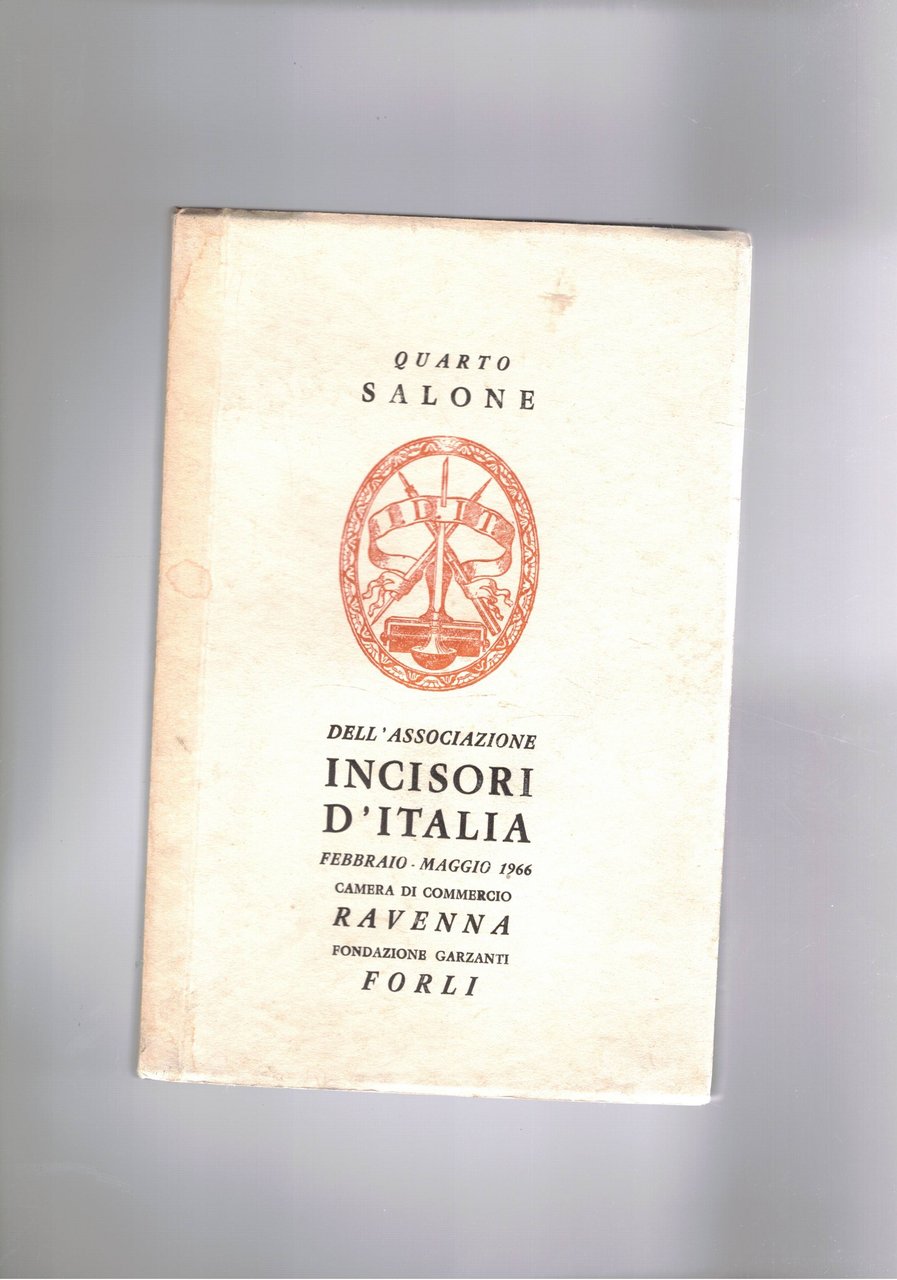 QUARTO
SALONE
I. D. I. T.
DELL'ASSOCIAZIONE
INCISORI
D'ITALIA
FEBBRAIO - MAGGIO 1966
CAMERA DI COMMERCIO
RAVENNA
FONDAZIONE GARZANTI
FORLI